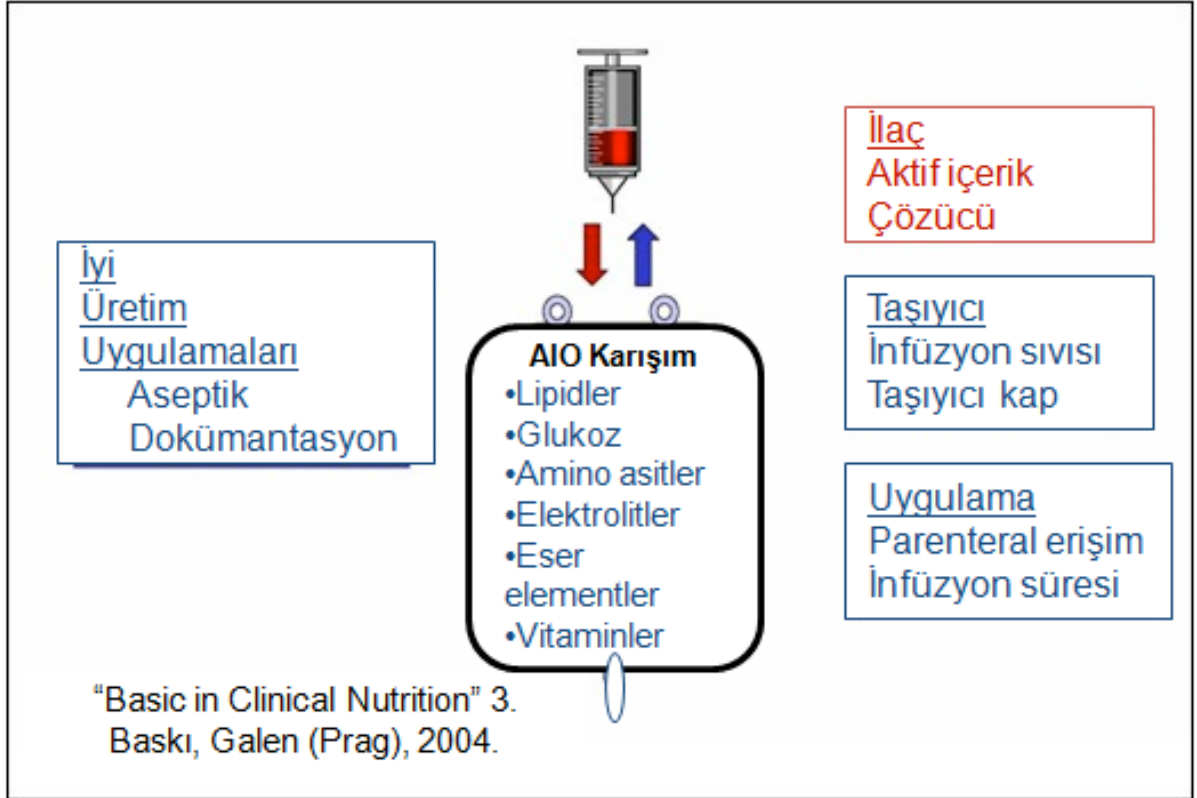 İyi
Üretim
Uygulamaları
Aseptik
Dokümantasyon
AIO Karışım
•Lipidler
•Glukoz
•Amino asitler
•Elektrolitler
•Eser
elementler
•Vitaminler
İlaç
Aktif içerik
Çözücü
Taşıyıcı
İnfüzyon sıvısı
Taşıyıcı kap
Uygulama
Parenteral erişim
İnfüzyon süresi
“Basic in Clinical Nutrition” 3.
Baskı, Galen (Prag), 2004.